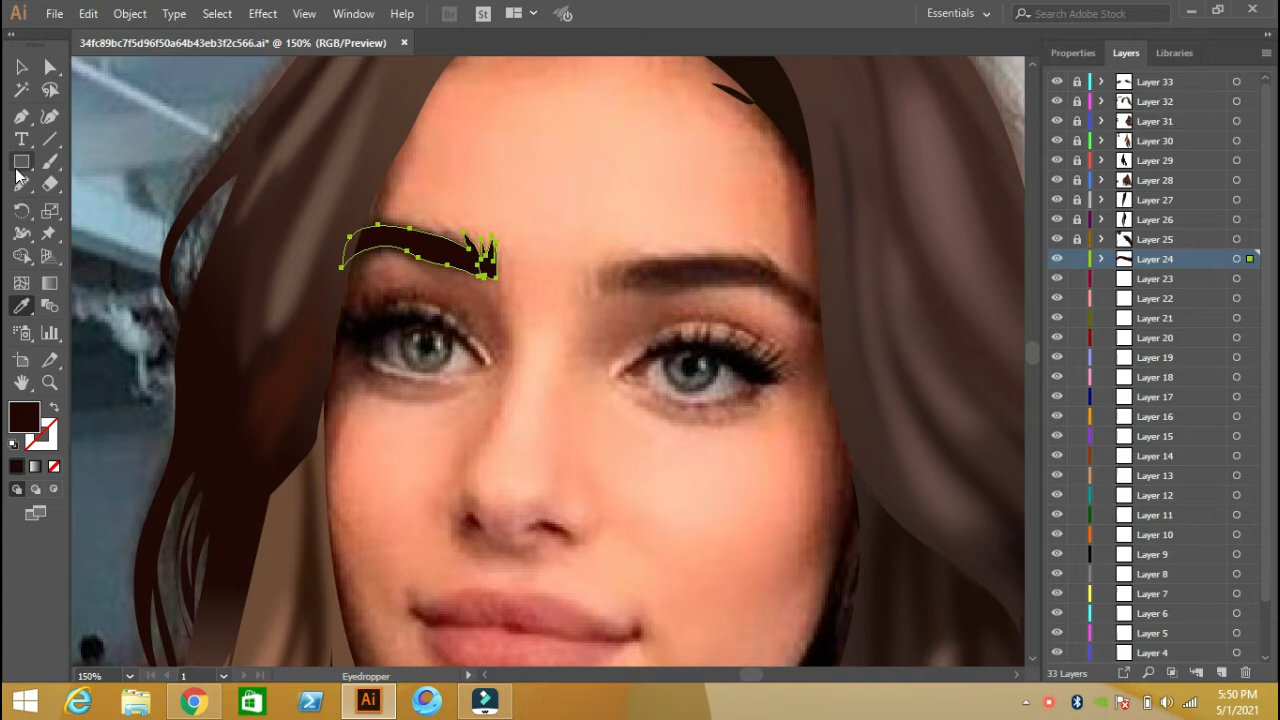 Ai File Edit Object Type Select Effect View Window Help Br St Essentials Search Adobe Stock
34fc89bc7f5d96f50a64b43eb3f2c566.ai* @ 150% (RGB/Preview) ×
Properties Layers Libraries
Layer 33
Layer 32
Layer 31
Layer 30
Layer 29
Layer 28
Layer 27
Layer 26
Layer 25
Layer 24
Layer 23
Layer 22
Layer 21
Layer 20
Layer 19
Layer 18
Layer 17
Layer 16
Layer 15
Layer 14
Layer 13
Layer 12
Layer 11
Layer 10
Layer 9
Layer 8
Layer 7
Layer 6
Layer 5
Layer 4
150% 1 Eyedropper 33 Layers
Ai
5:50 PM
5/1/2021